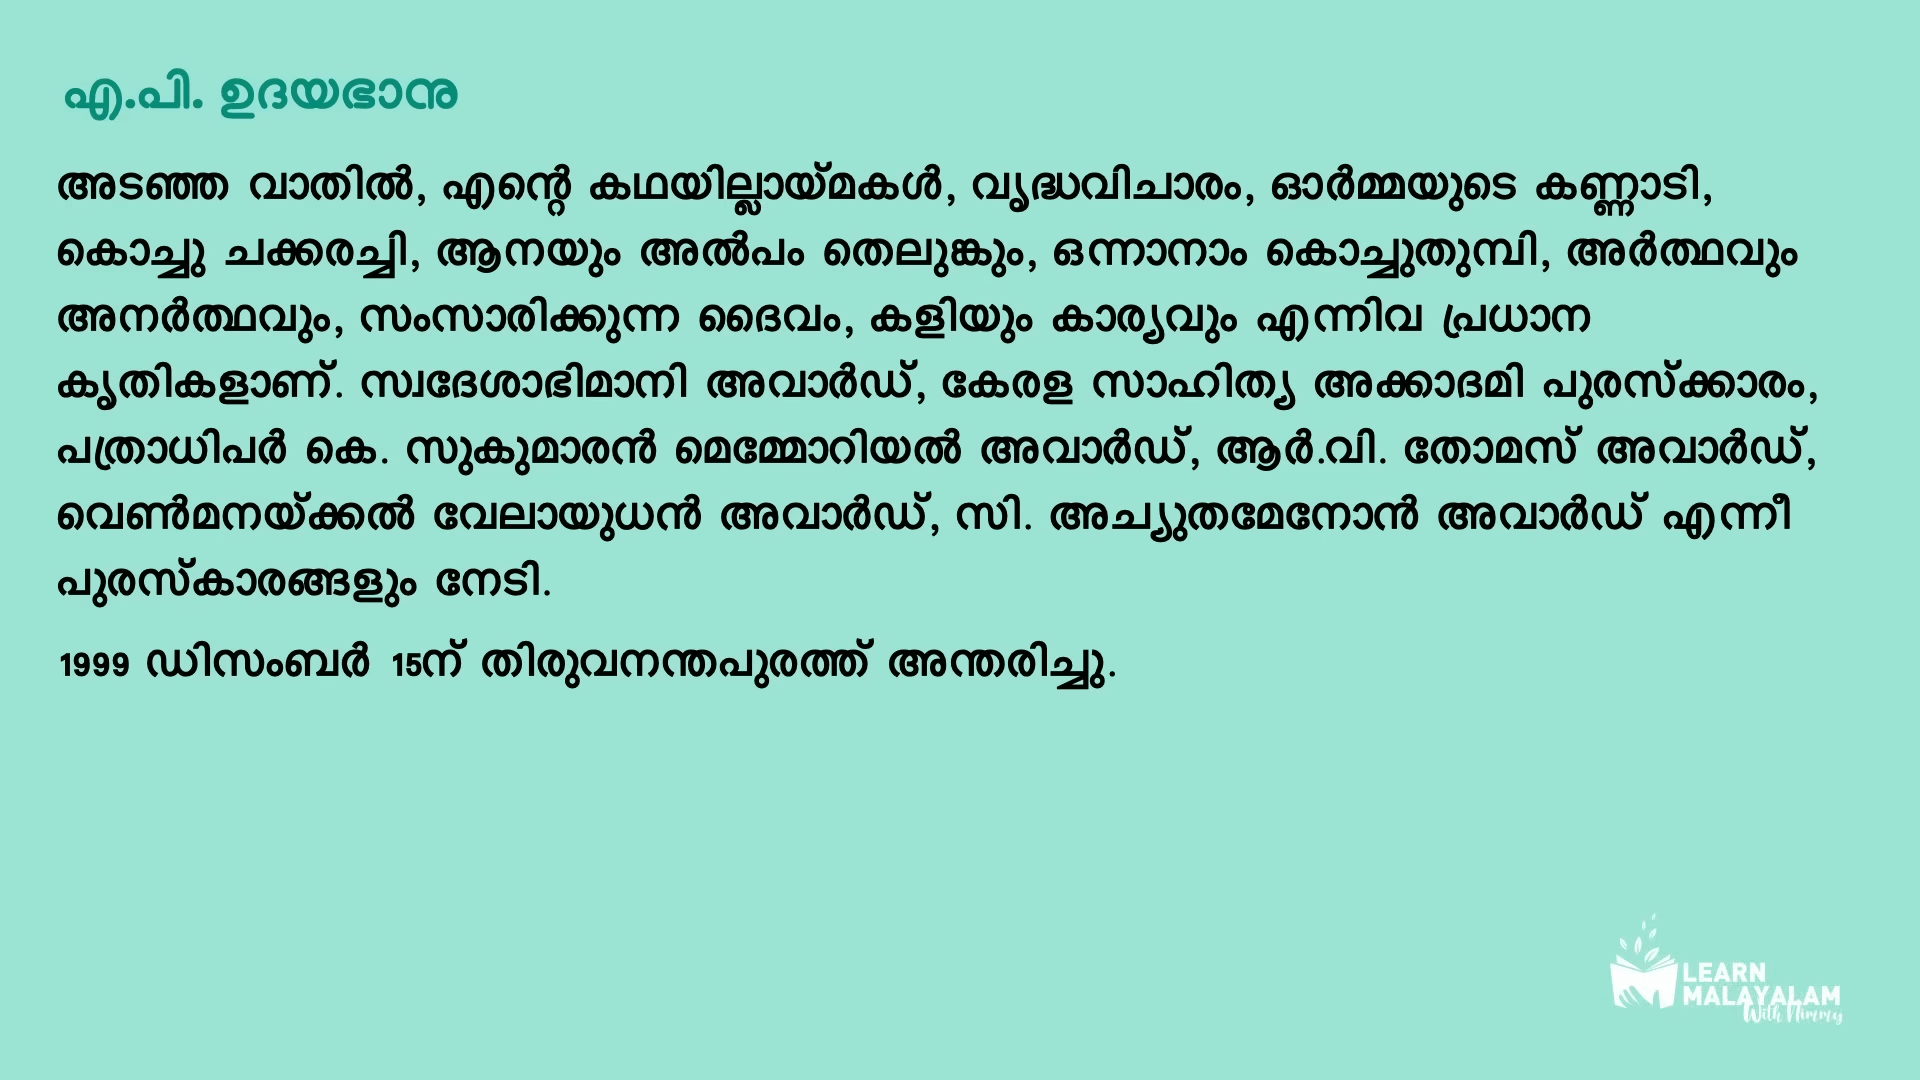 എ.പി. ഉദയഭാനു
അടഞ്ഞ വാതിൽ, എന്റെ കഥയില്ലായ്മകൾ, വൃദ്ധവിചാരം, ഓർമ്മയുടെ കണ്ണാടി,
കൊച്ചു ചക്കരച്ചി, ആനയും അൽപം തെലുങ്കും, ഒന്നാനാം കൊച്ചുതുമ്പി, അർത്ഥവും
അനർത്ഥവും, സംസാരിക്കുന്ന ദൈവം, കളിയും കാര്യവും എന്നിവ പ്രധാന
കൃതികളാണ്. സ്വദേശാഭിമാനി അവാർഡ്, കേരള സാഹിത്യ അക്കാദമി പുരസ്ക്കാരം,
പത്രാധിപർ കെ. സുകുമാരൻ മെമ്മോറിയൽ അവാർഡ്, ആർ.വി. തോമസ് അവാർഡ്,
വെൺമനയ്ക്കൽ വേലായുധൻ അവാർഡ്, സി. അച്യുതമേനോൻ അവാർഡ് എന്നീ
പുരസ്കാരങ്ങളും നേടി.
1999 ഡിസംബർ 15ന് തിരുവനന്തപുരത്ത് അന്തരിച്ചു.
LEARN
MALAYALAM
With Nimmy